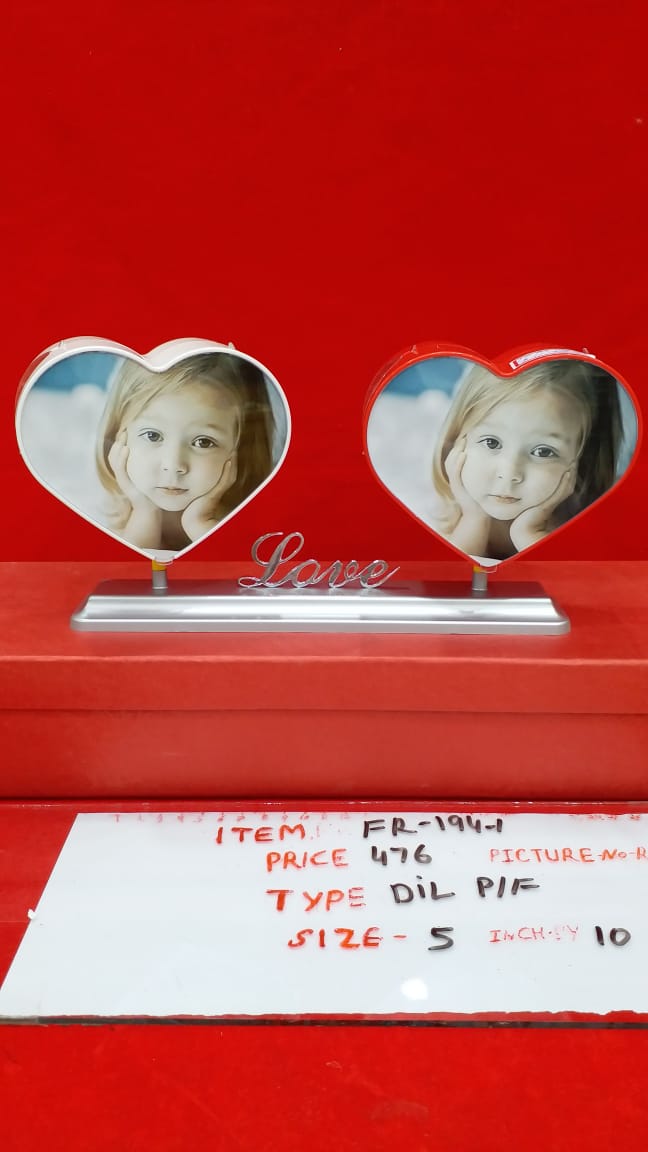 Love
ITEM FR-194-1
PRICE 476 PICTURE-NO-R
TYPE DiL P/F
SIZE- 5 INCH-BY 10